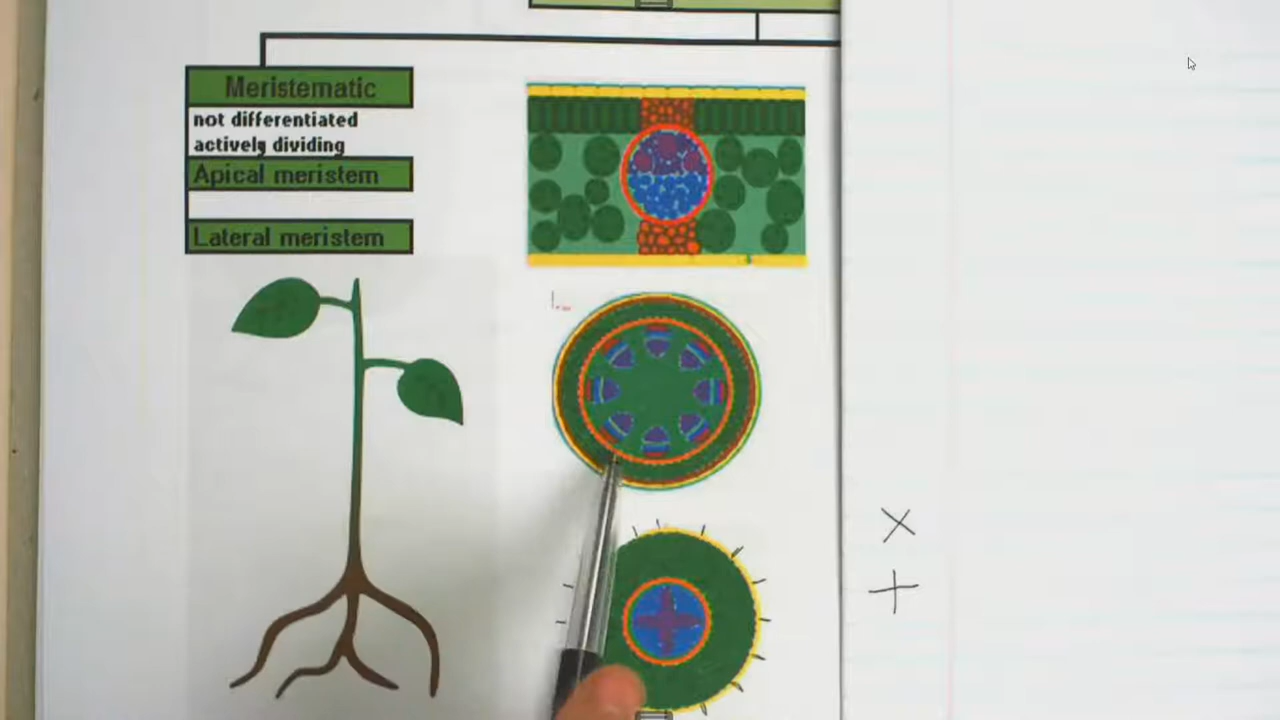 Meristematic
not differentiated
actively dividing
Apical meristem
Lateral meristem
×
+